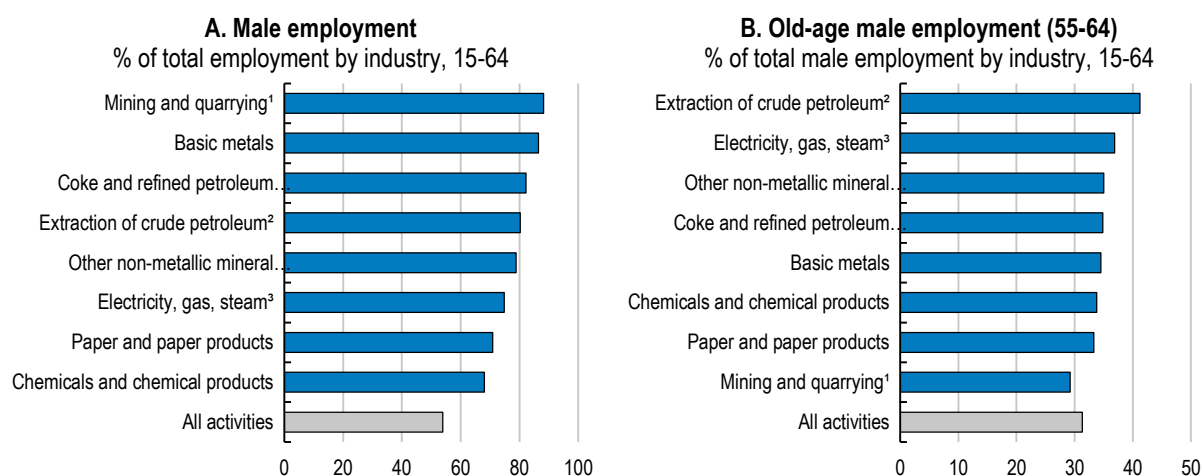 A. Male employment
% of total employment by industry, 15-64
Mining and quarrying¹
Basic metals
Coke and refined petroleum…
Extraction of crude petroleum²
Other non-metallic mineral…
Electricity, gas, steam³
Paper and paper products
Chemicals and chemical products
All activities
0 20 40 60 80 100
B. Old-age male employment (55-64)
% of total male employment by industry, 15-64
Extraction of crude petroleum²
Electricity, gas, steam³
Other non-metallic mineral…
Coke and refined petroleum…
Basic metals
Chemicals and chemical products
Paper and paper products
Mining and quarrying¹
All activities
0 10 20 30 40 50